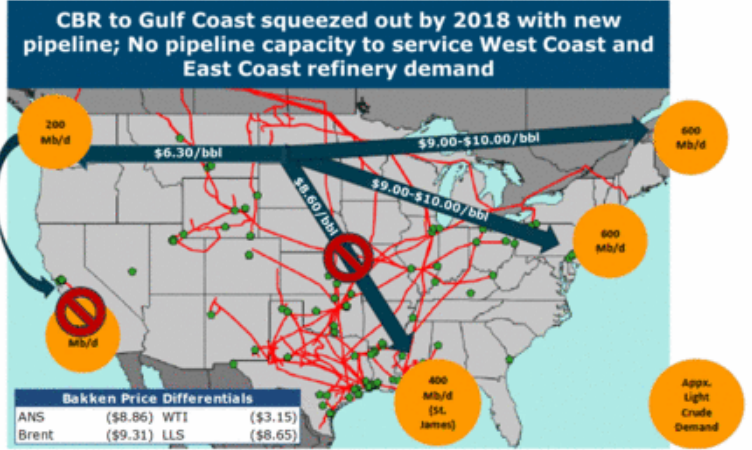 CBR to Gulf Coast squeezed out by 2018 with new
pipeline; No pipeline capacity to service West Coast and
East Coast refinery demand
200
Mb/d
$6.30/bbl
$9.00-$10.00/bbl
600
Mb/d
$8.60/bbl
$9.00-$10.00/bbl
600
Mb/d
Mb/d
400
Mb/d
(St.
James)
Appx.
Light
Crude
Demand
Bakken Price Differentials
ANS ($8.86) WTI ($3.15)
Brent ($9.31) LLS ($8.65)